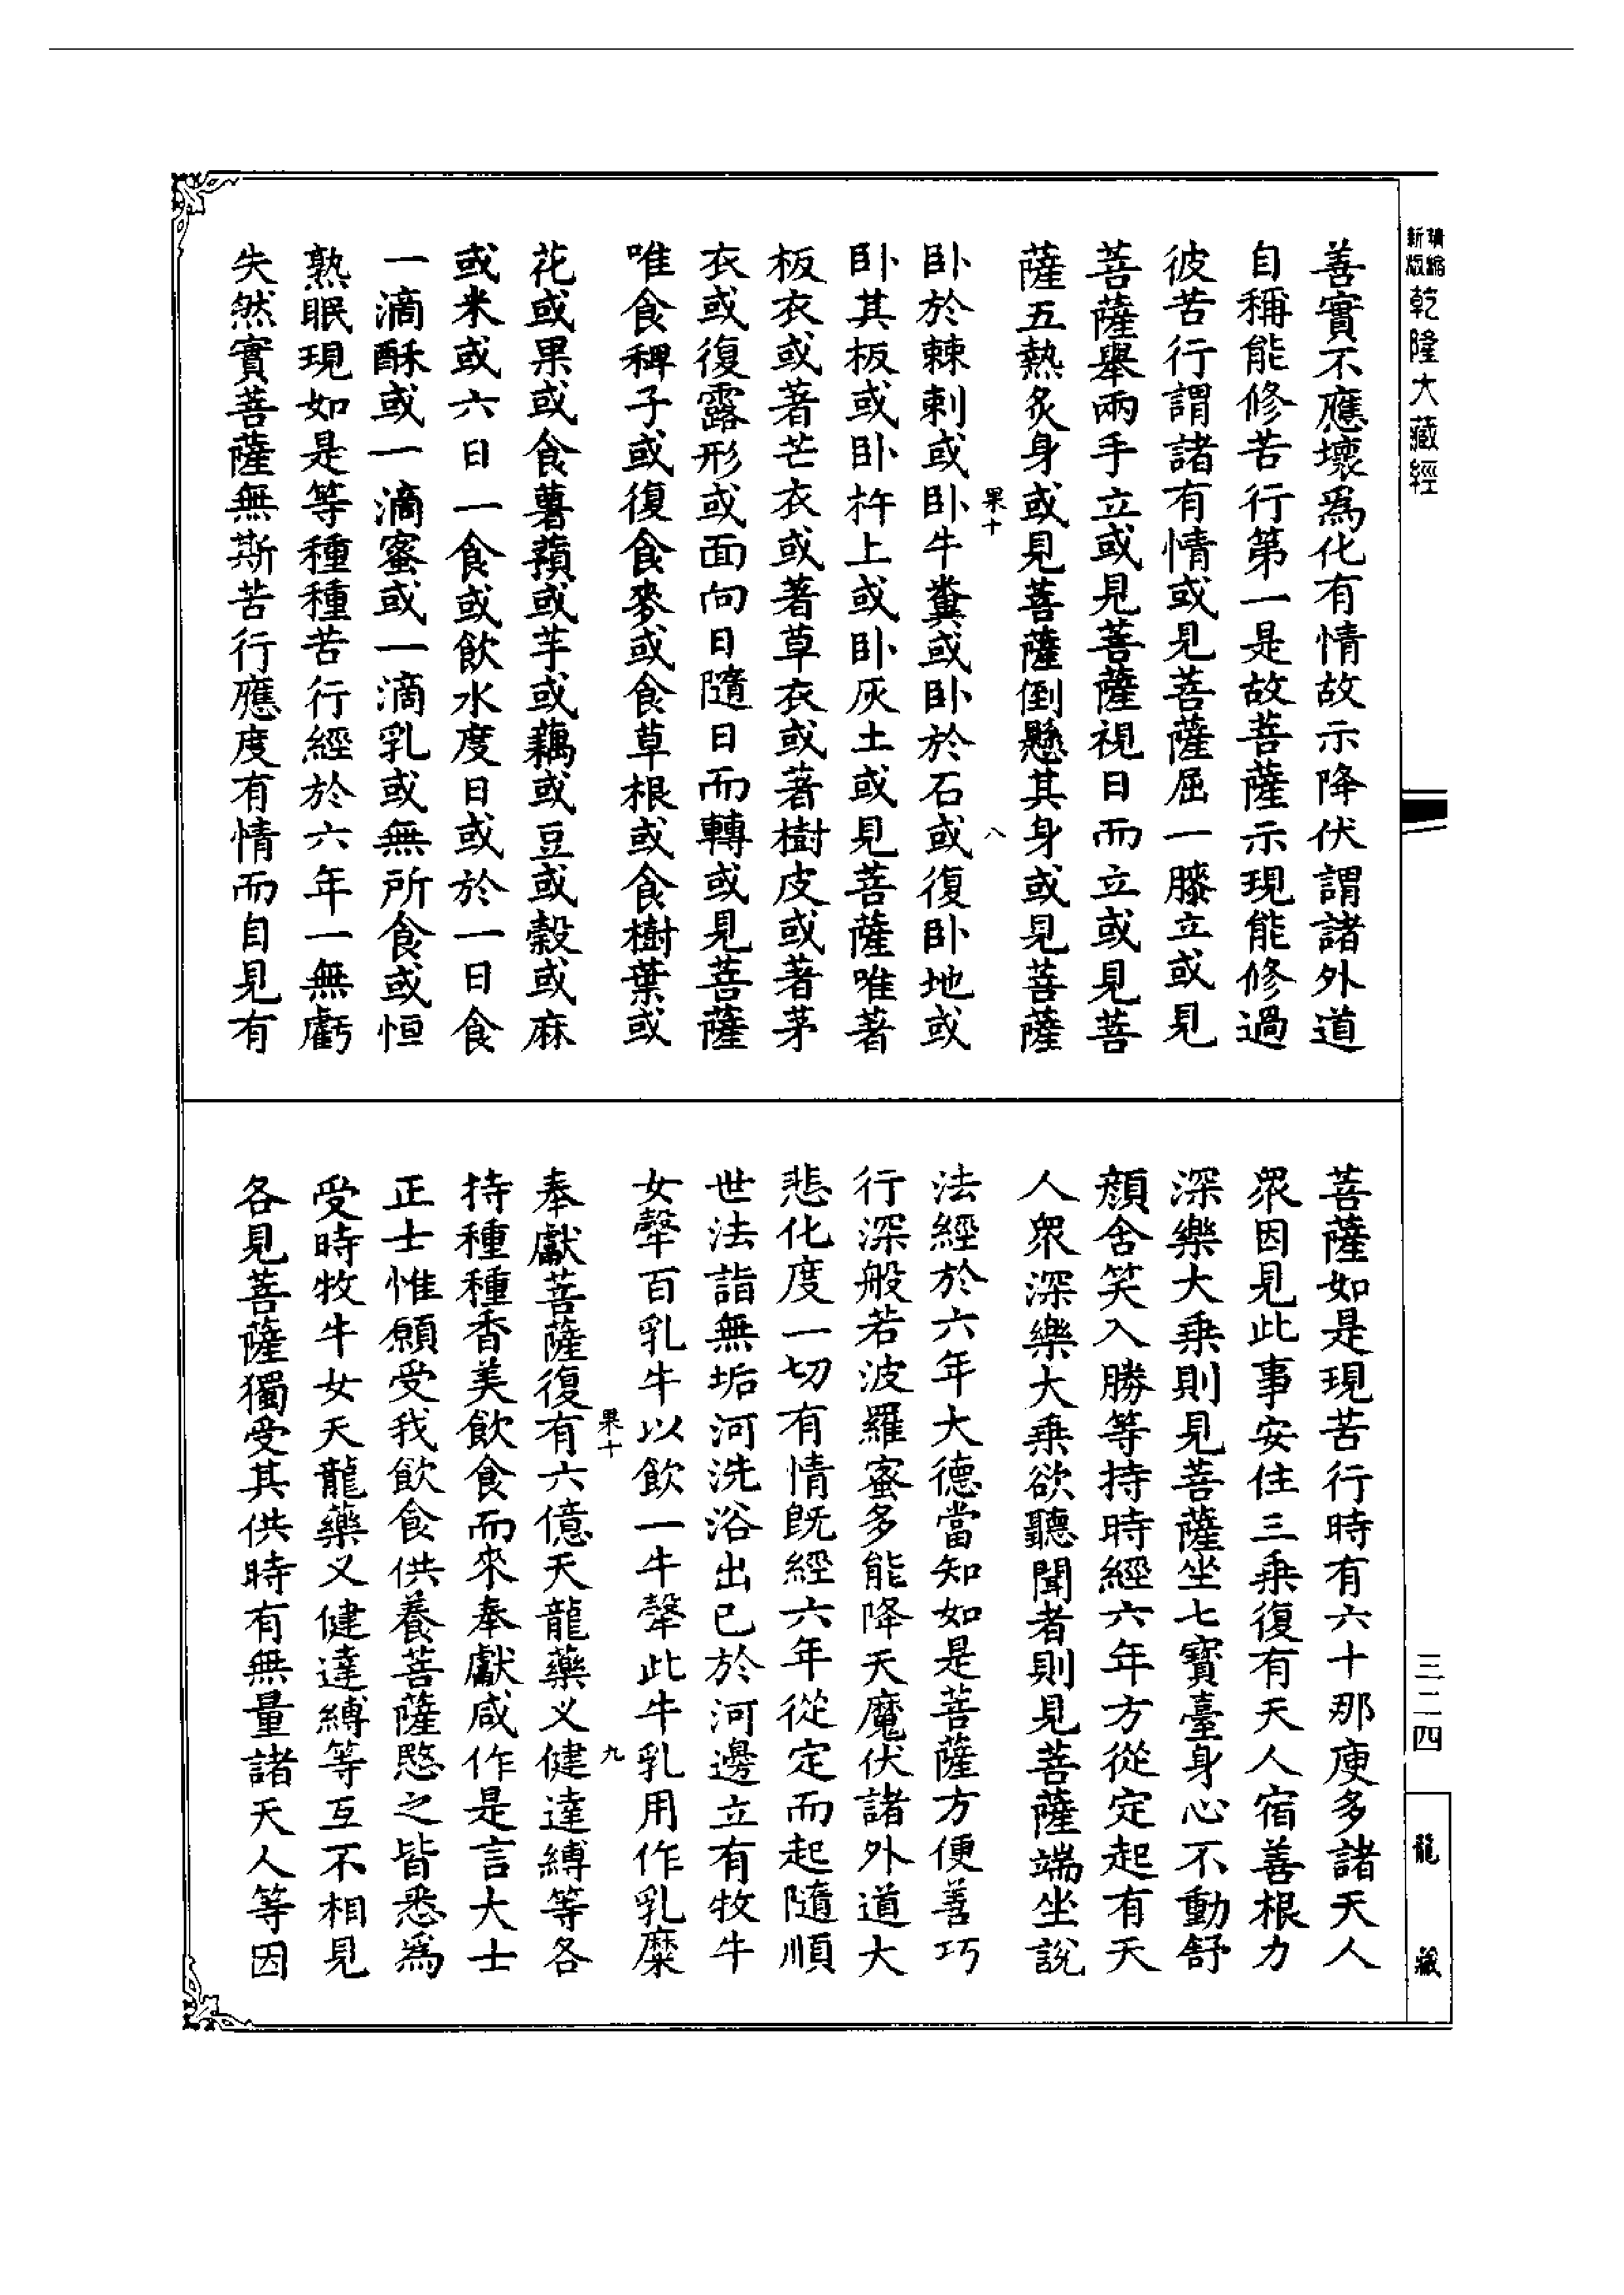 新版
精縮
乾隆大藏經
善實不應壞爲化有情故示降伏謂諸外道
自稱能修苦行第一是故菩薩示現能修過
彼苦行謂諸有情或見菩薩屈一膝立或見
菩薩舉兩手立或見菩薩視日而立或見菩
薩五熱炙身或見菩薩倒懸其身或見菩薩
果十
八
卧於棘刺或卧牛糞或卧於石或復卧地或
卧其板或卧杵上或卧灰土或見菩薩唯著
板衣或著芒衣或著草衣或著樹皮或著茅
衣或復露形或面向日隨日而轉或見菩薩
唯食稗子或復食麥或食草根或食樹葉或
花或果或食薯蕷或芋或藕或豆或穀或麻
或米或六日一食或飲水度日或於一日食
一滴酥或一滴蜜或一滴乳或無所食或恒
熟眠現如是等種種苦行經於六年一無虧
失然實菩薩無斯苦行應度有情而自見有
菩薩如是現苦行時有六十那庾多諸天人
衆因見此事安住三乘復有天人宿善根力
深樂大乘則見菩薩坐七寶臺身心不動舒
顏含笑入勝等持時經六年方從定起有天
人衆深樂大乘欲聽聞者則見菩薩端坐說
法經於六年大德當知如是菩薩方便善巧
行深般若波羅蜜多能降天魔伏諸外道大
悲化度一切有情旣經六年從定而起隨順
世法詣無垢河洗浴出已於河邊立有牧牛
女犛百乳牛以飲一牛犛此牛乳用作乳糜
果十
九
奉獻菩薩復有六億天龍藥义健達縛等各
持種種香美飲食而來奉獻咸作是言大士
正士惟願受我飲食供養菩薩愍之皆悉爲
受時牧牛女天龍藥义健達縛等互不相見
各見菩薩獨受其供時有無量諸天人等因
三二四
龍藏